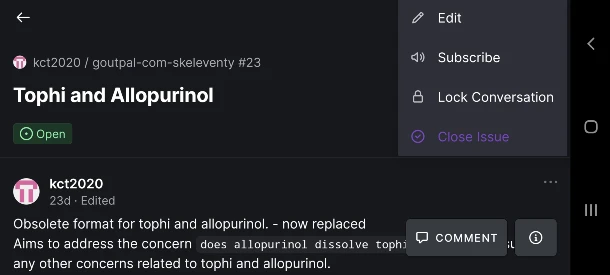 Edit
kct2020 / goutpal-com-skeleventy #23
Subscribe
Tophi and Allopurinol
Lock Conversation
Open
Close Issue
kct2020
23d · Edited
Obsolete format for tophi and allopurinol. - now replaced
Aims to address the concern does allopurinol dissolve tophi
any other concerns related to tophi and allopurinol.
COMMENT